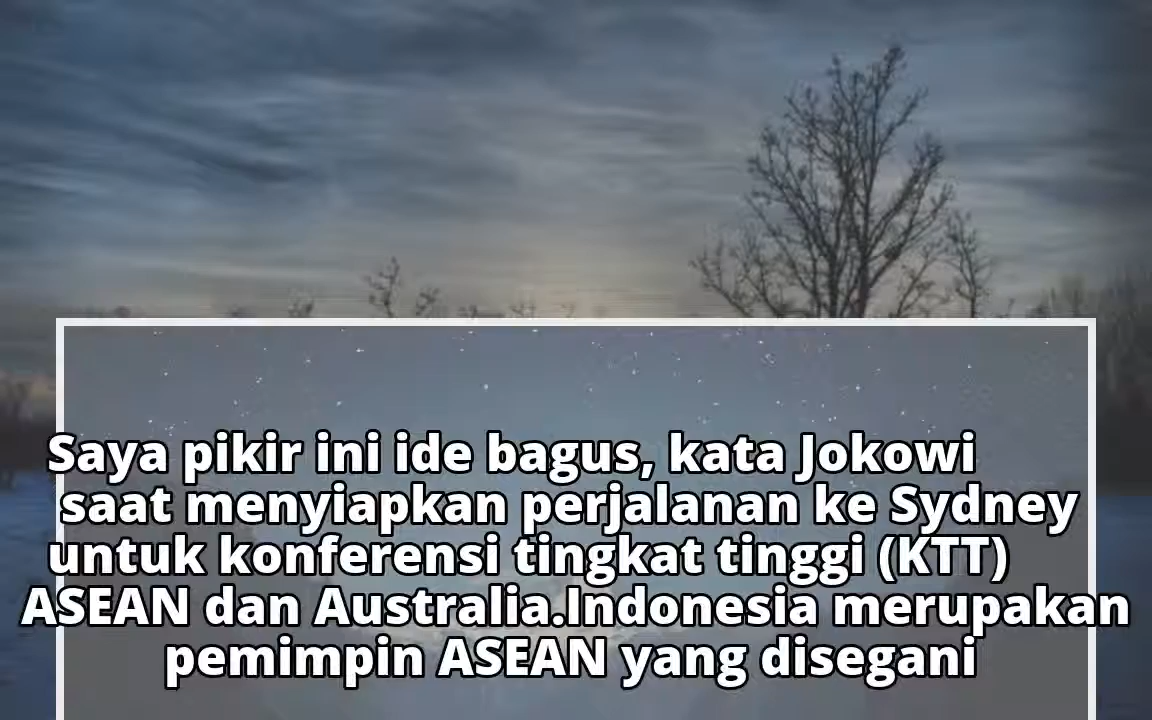 Saya pikir ini ide bagus, kata Jokowi
saat menyiapkan perjalanan ke Sydney
untuk konferensi tingkat tinggi (KTT)
ASEAN dan Australia.Indonesia merupakan
pemimpin ASEAN yang disegani